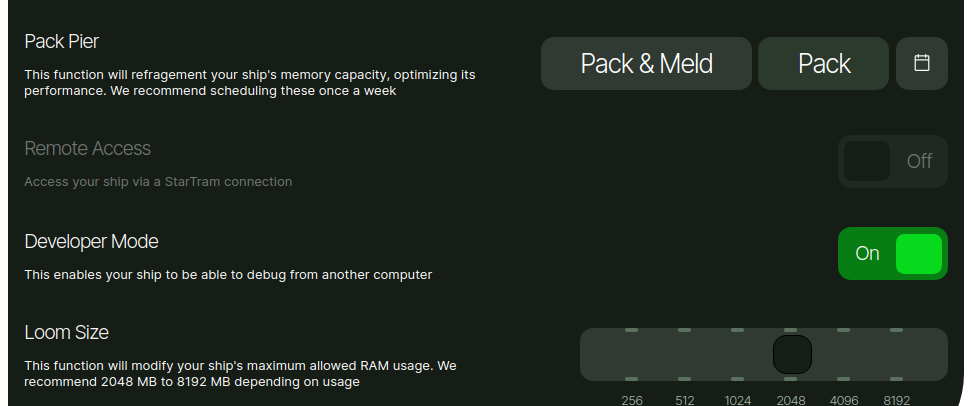 Pack Pier
This function will refragement your ship's memory capacity, optimizing its
performance. We recommend scheduling these once a week
Pack & Meld
Pack
Remote Access
Access your ship via a StarTram connection
Off
Developer Mode
This enables your ship to be able to debug from another computer
On
Loom Size
This function will modify your ship's maximum allowed RAM usage. We
recommend 2048 MB to 8192 MB depending on usage
256 512 1024 2048 4096 8192